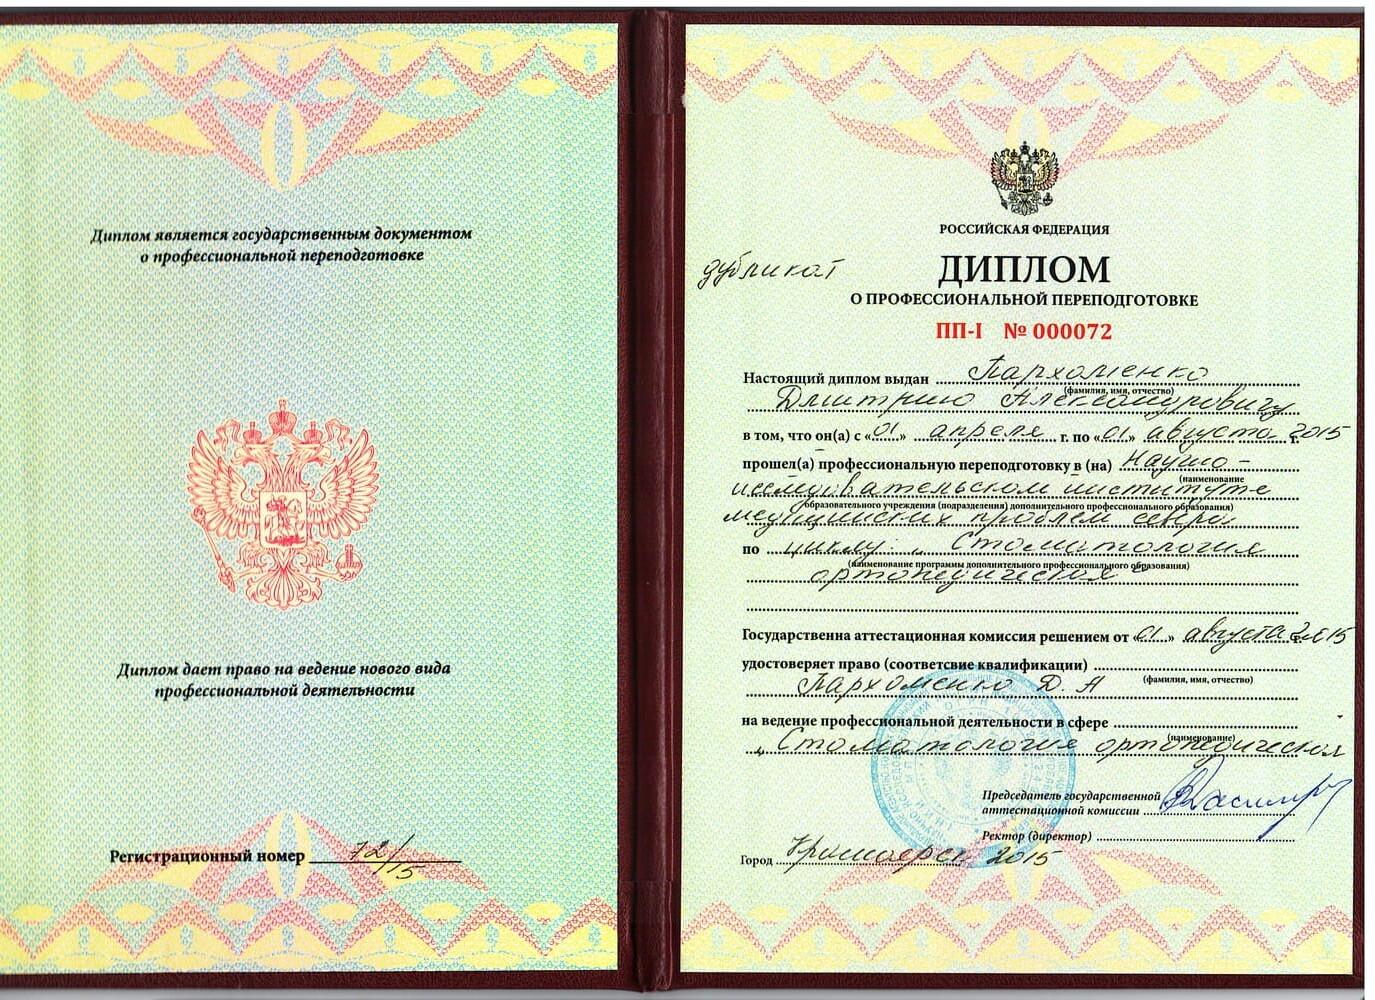 Диплом является государственным документом
о профессиональной переподготовке
Диплом дает право на ведение нового вида
профессиональной деятельности
Регистрационный номер 72/15
РОССИЙСКАЯ ФЕДЕРАЦИЯ
дубликат
ДИПЛОМ
О ПРОФЕССИОНАЛЬНОЙ ПЕРЕПОДГОТОВКЕ
ПП-I № 000072
Настоящий диплом выдан Пархоменко
(фамилия, имя, отчество)
Дмитрию Александровичу
в том, что он(а) с «01» апреля г. по «01» августа г. 2015
прошел(а) профессиональную переподготовку в (на) Научно-
(наименование
исследовательском институте
образовательного учреждения (подразделения) дополнительного профессионального образования)
медицинских проблем севера
по циклу: „Стоматология
(наименование программы дополнительного профессионального образования)
ортопедическая"
Государственна аттестационная комиссия решением от «01» августа 2015
удостоверяет право (соответсвие квалификации)
(фамилия, имя, отчество)
Пархоменко Д. А
на ведение профессиональной деятельности в сфере
(наименование)
„Стоматология ортопедическая
Председатель государственной
аттестационной комиссии
Ректор (директор)
Город Красноярск 2015